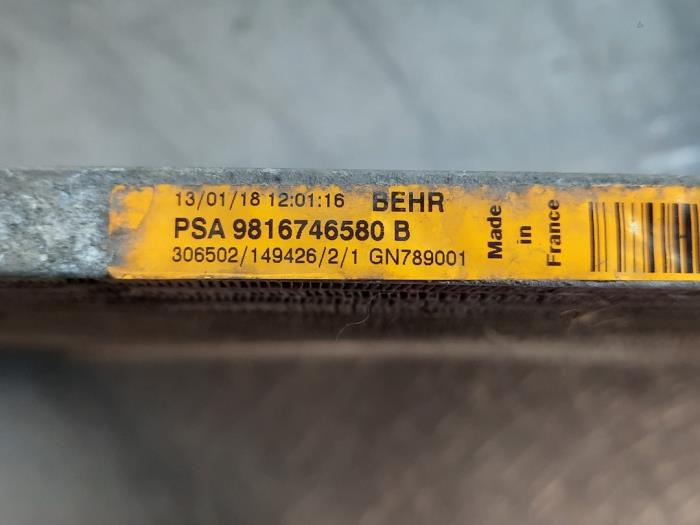 13/01/18 12:01:16 BEHR
PSA 9816746580 B
306502/149426/2/1 GN789001
Made
in
France